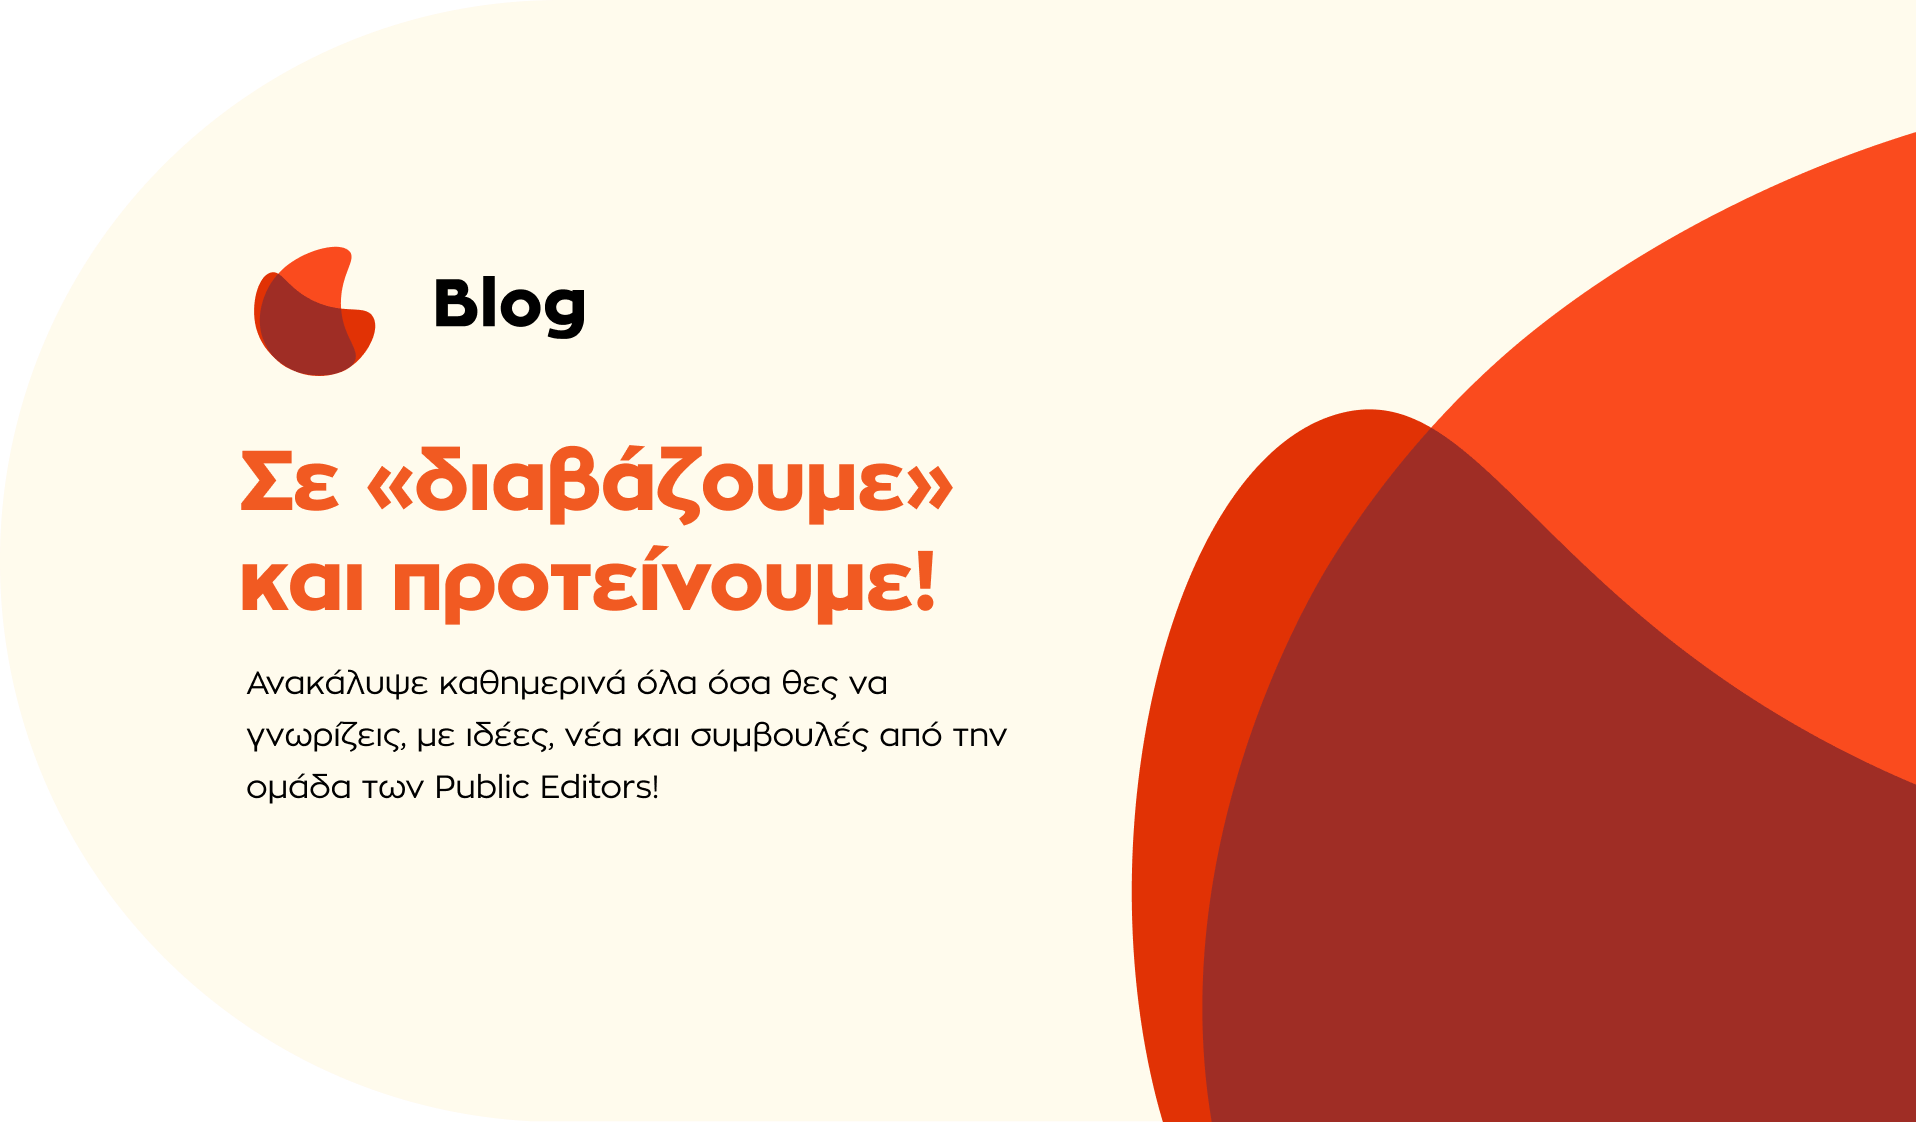 Blog
Σε «διαβάζουμε»
και προτείνουμε!
Ανακάλυψε καθημερινά όλα όσα θες να
γνωρίζεις, με ιδέες, νέα και συμβουλές από την
ομάδα των Public Editors!